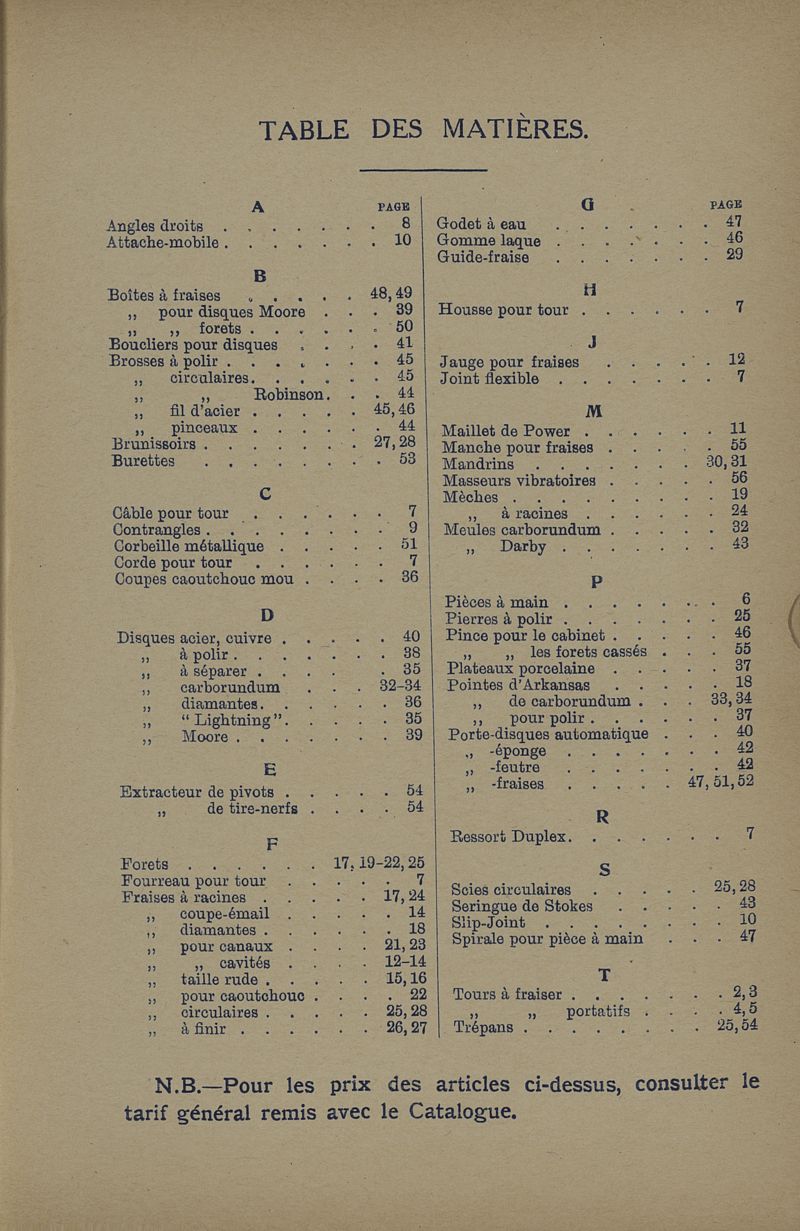 TABLE DES MATIÈRES.
A PAGE
Angles droits . . . . . . . 8
Attache-mobile . . . . . . . 10
B
Boîtes à fraises . . . . . 48, 49
„ pour disques Moore . . . 39
„ „ forets . . . . . . 50
Boucliers pour disques . . . . 41
Brosses à polir . . . . . . . 45
„ circulaires. . . . . . 45
„ „ Robinson. . . 44
„ fil d'acier . . . . . 45, 46
„ pinceaux . . . . . . 44
Brunissoirs . . . . . . . 27, 28
Burettes . . . . . . . . 53
C
Câble pour tour . . . . . . 7
Contrangles . . . . . . . . 9
Corbeille métallique . . . . . 51
Corde pour tour . . . . . . 7
Coupes caoutchouc mou . . . . 36
D
Disques acier, cuivre . . . . . 40
„ à polir . . . . . . . 38
„ à séparer . . . . . 35
„ carborundum . . . 32-34
„ diamantes. . . . . . 36
„ “Lightning”. . . . . 35
„ Moore . . . . . . . 39
E
Extracteur de pivots . . . . . 54
„ de tire-nerfs . . . . 54
F
Forets . . . . . . 17, 19-22, 25
Fourreau pour tour . . . . . 7
Fraises à racines . . . . . 17, 24
„ coupe-émail . . . . . 14
„ diamantes . . . . . . 18
„ pour canaux . . . . 21, 23
„ „ cavités . . . . 12-14
„ taille rude . . . . . 15, 16
„ pour caoutchouc . . . . 22
„ circulaires . . . . . 25, 28
„ à finir . . . . . . 26, 27
G PAGE
Godet à eau . . . . . . . 47
Gomme laque . . . . . . . 46
Guide-fraise . . . . . . . 29
H
Housse pour tour . . . . . . 7
J
Jauge pour fraises . . . . . 12
Joint flexible . . . . . . . 7
M
Maillet de Power . . . . . . 11
Manche pour fraises . . . . . 55
Mandrins . . . . . . . 30, 31
Masseurs vibratoires . . . . . 56
Mèches . . . . . . . . . 19
„ à racines . . . . . . 24
Meules carborundum . . . . . 32
„ Darby . . . . . . . 43
P
Pièces à main . . . . . . . 6
Pierres à polir . . . . . . . 25
Pince pour le cabinet . . . . . 46
„ „ les forets cassés . . . 55
Plateaux porcelaine . . . . . 37
Pointes d'Arkansas . . . . . 18
„ de carborundum . . . 33, 34
„ pour polir . . . . . . 37
Porte-disques automatique . . . 40
„ -éponge . . . . . . . 42
„ -feutre . . . . . . . 42
„ -fraises . . . . . 47, 51, 52
R
Ressort Duplex. . . . . . . 7
S
Scies circulaires . . . . . 25, 28
Seringue de Stokes . . . . . 43
Slip-Joint . . . . . . . . 10
Spirale pour pièce à main . . . 47
T
Tours à fraiser . . . . . . . 2, 3
„ „ portatifs . . . . 4, 5
Trépans . . . . . . . . 25, 54
N.B.—Pour les prix des articles ci-dessus, consulter le
tarif général remis avec le Catalogue.